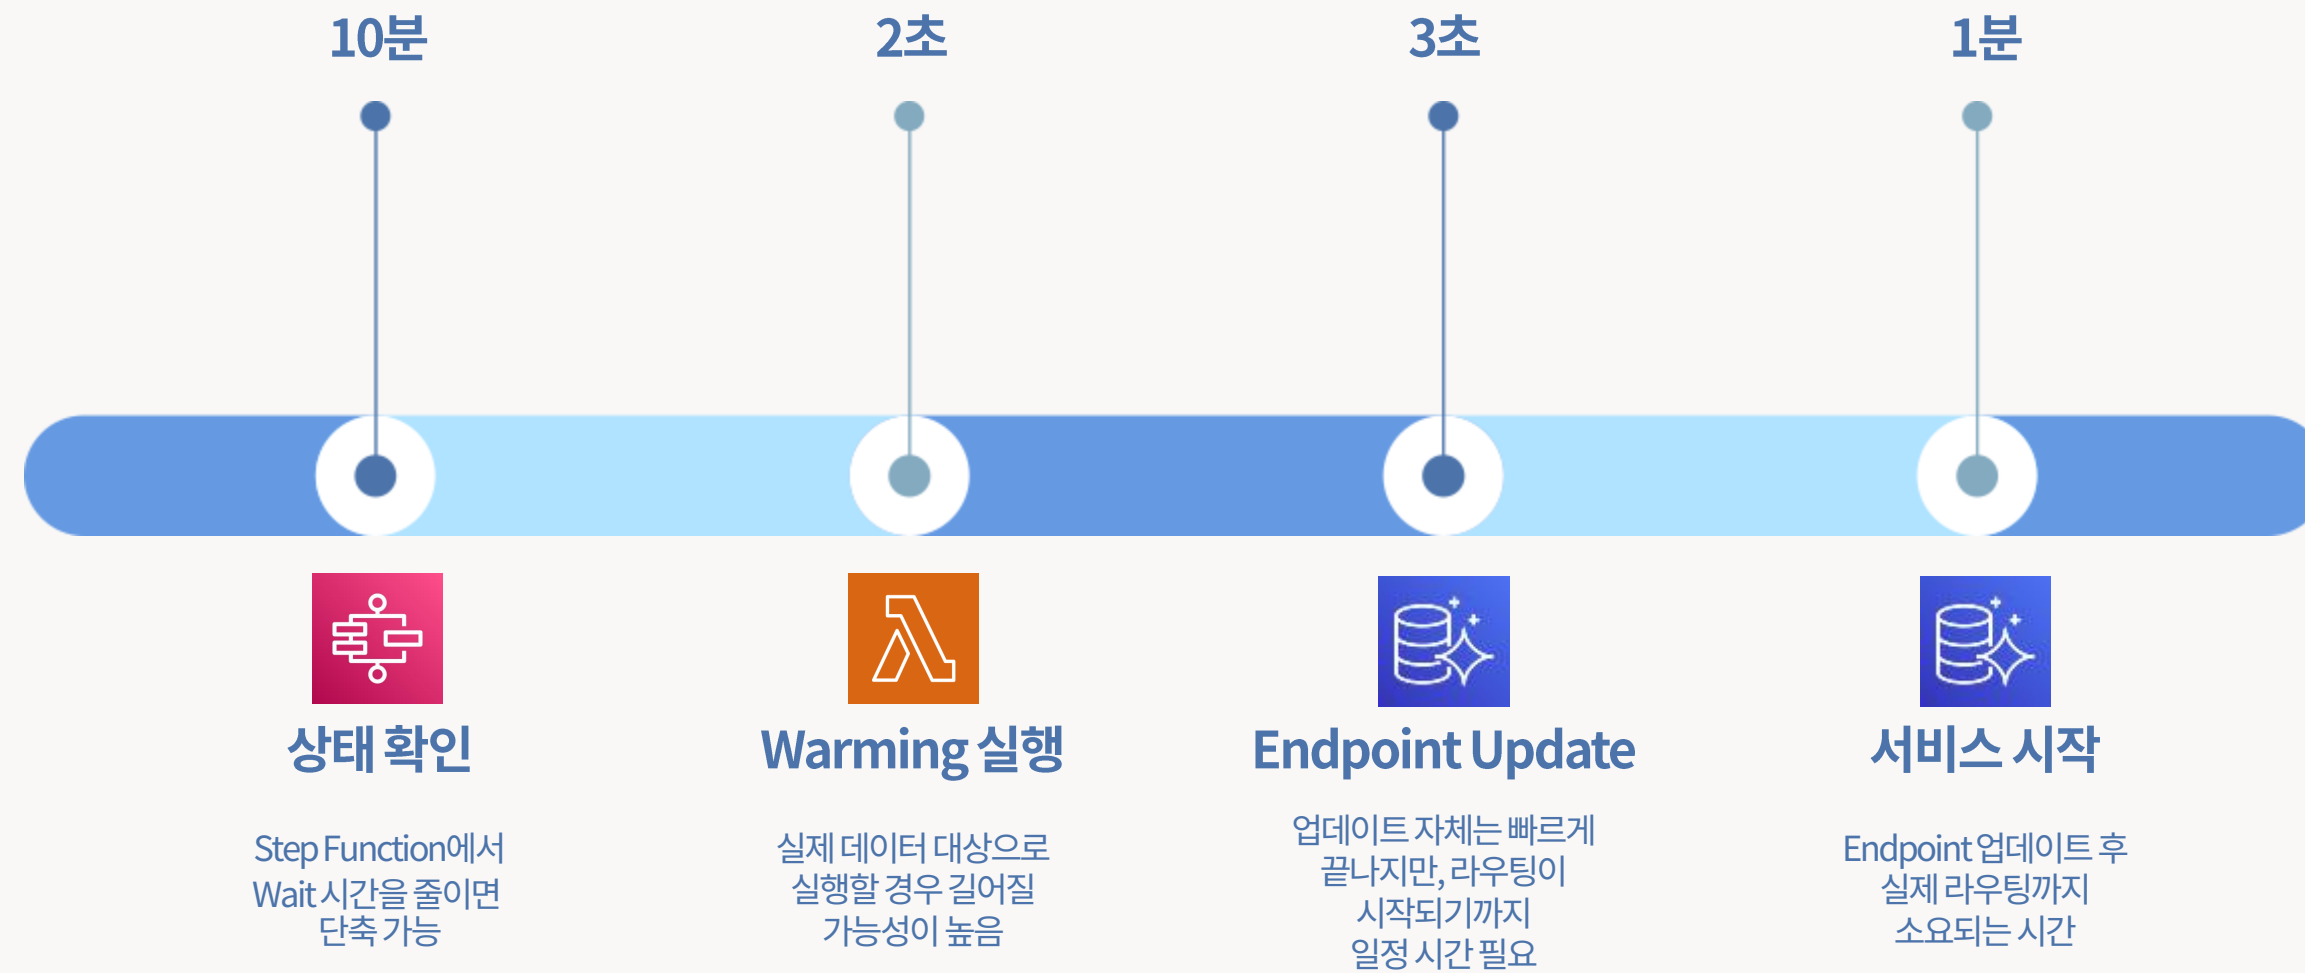 10분
2초
3초
1분
상태 확인
Step Function에서
Wait 시간을 줄이면
단축 가능
Warming 실행
실제 데이터 대상으로
실행할 경우 길어질
가능성이 높음
Endpoint Update
업데이트 자체는 빠르게
끝나지만, 라우팅이
시작되기까지
일정 시간 필요
서비스 시작
Endpoint 업데이트 후
실제 라우팅까지
소요되는 시간